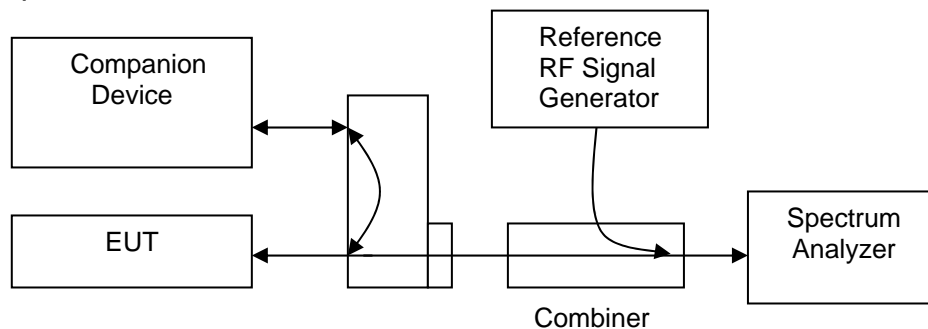 Companion
Device
Reference
RF Signal
Generator
EUT
Spectrum
Analyzer
Combiner